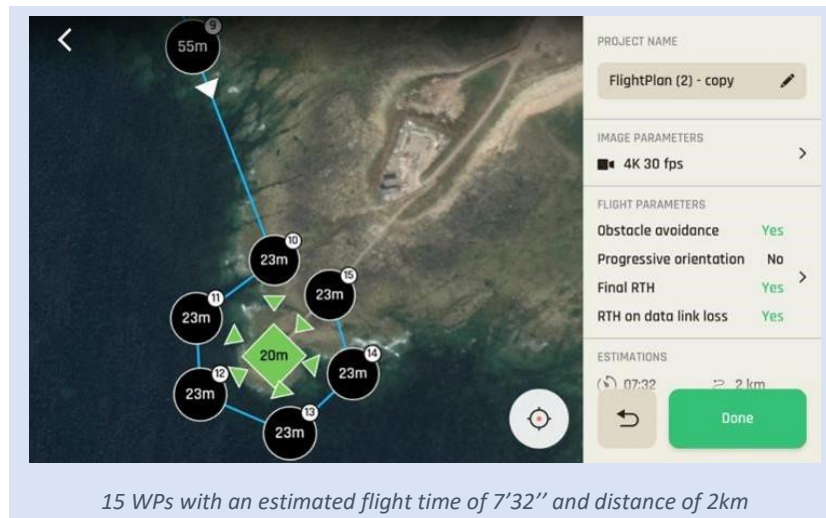 9
55m
PROJECT NAME
FlightPlan (2) - copy
IMAGE PARAMETERS
4K 30 fps
FLIGHT PARAMETERS
Obstacle avoidance Yes
Progressive orientation No
Final RTH Yes
RTH on data link loss Yes
ESTIMATIONS
07:32 2 km
Done
10
23m
15
23m
11
23m
20m
14
23m
12
23m
13
23m
15 WPs with an estimated flight time of 7’32’’ and distance of 2km